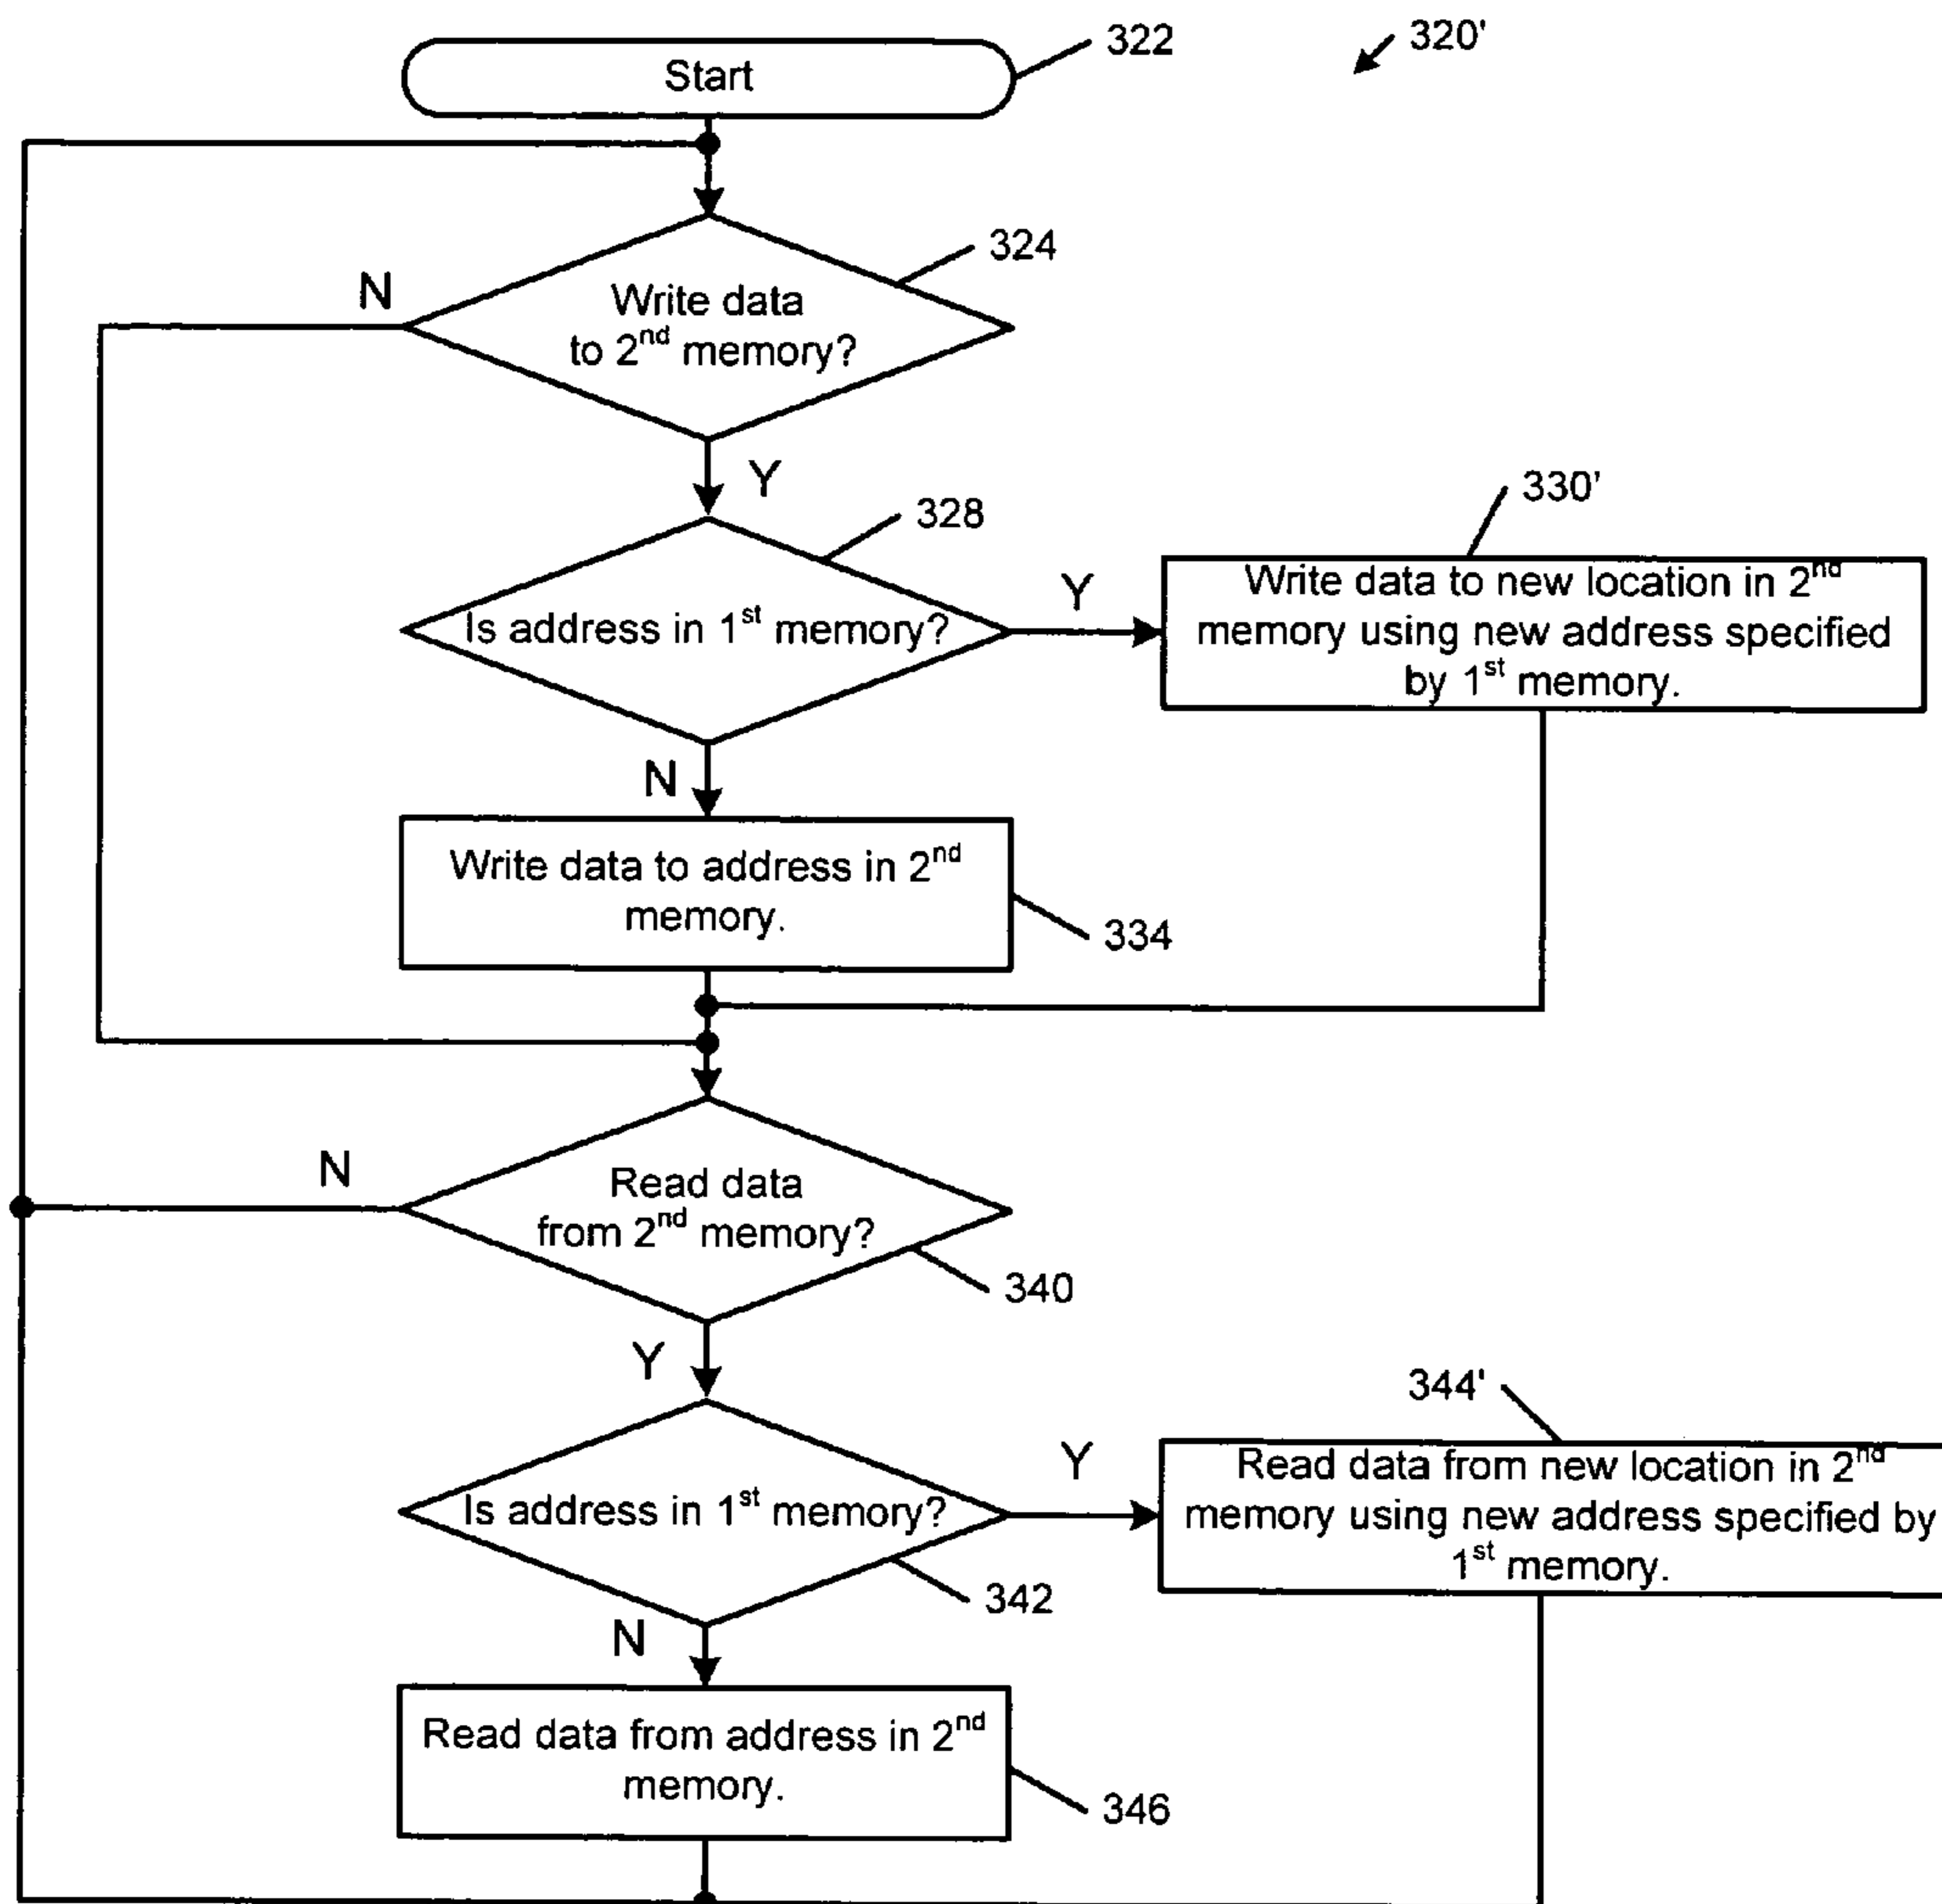 Start
322
320'
324
N
Write data
to 2nd memory?
Y
328
330'
Is address in 1st memory?
Y
Write data to new location in 2nd
memory using new address specified
by 1st memory.
N
Write data to address in 2nd
memory.
334
N
Read data
from 2nd memory?
340
Y
344'
Is address in 1st memory?
Y
Read data from new location in 2nd
memory using new address specified by
1st memory.
342
N
Read data from address in 2nd
memory.
346